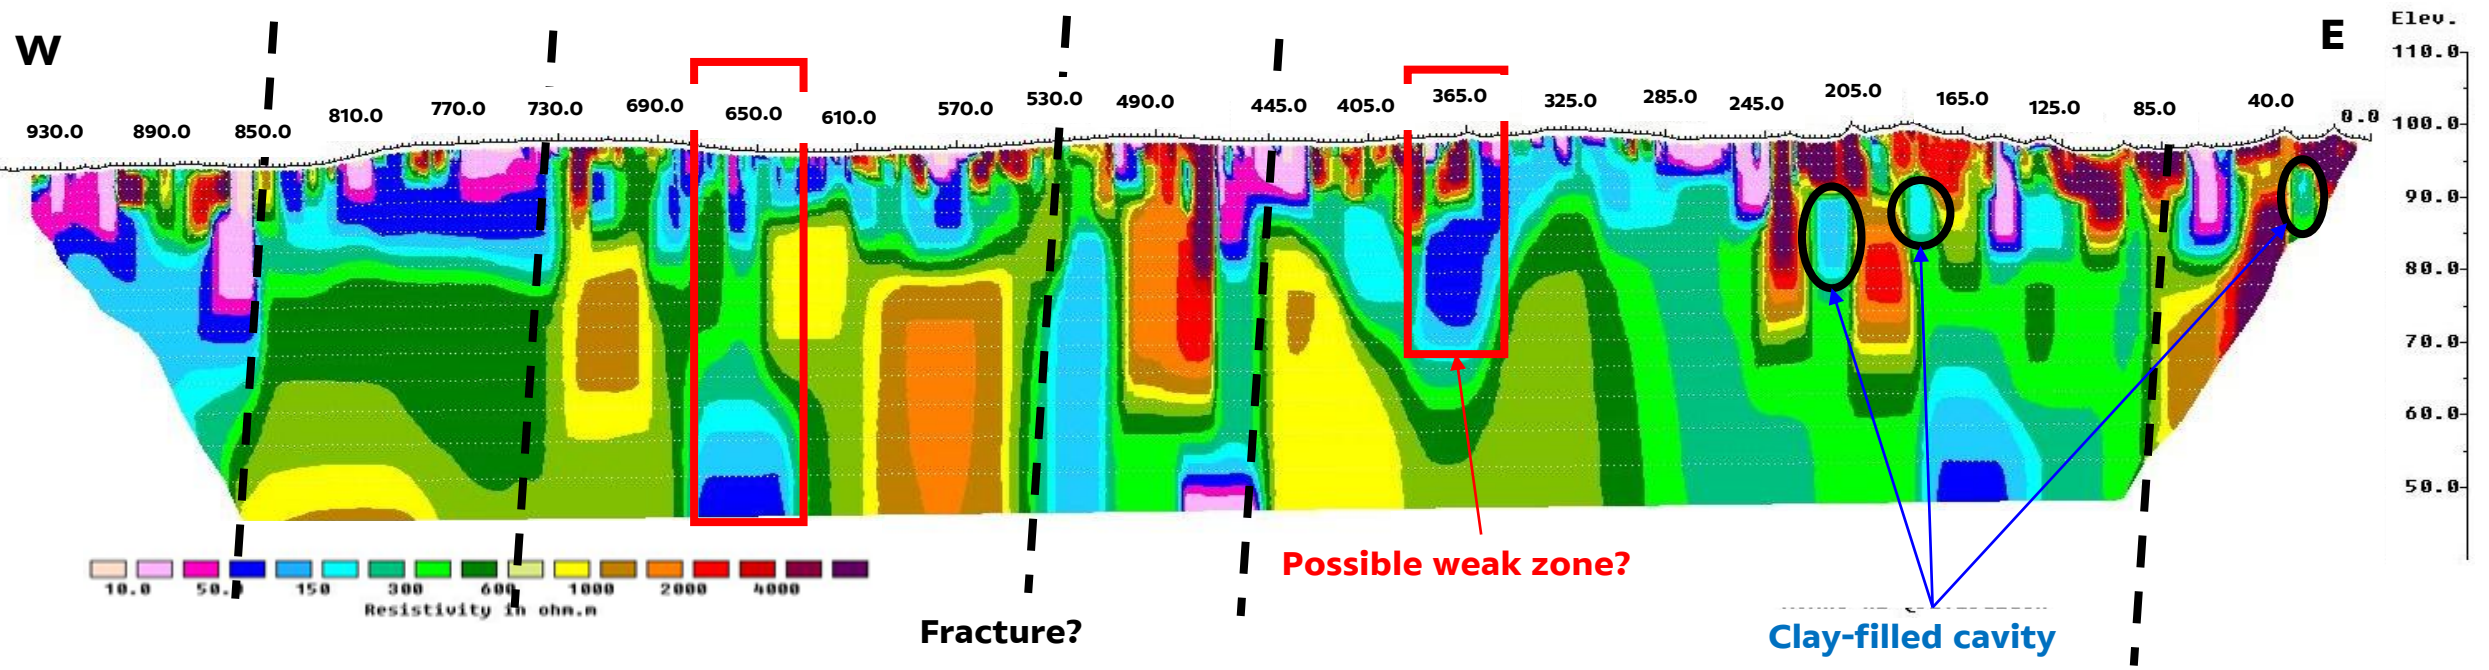 W
E
Elev.
110.0
930.0 890.0 850.0 810.0 770.0 730.0 690.0 650.0 610.0 570.0 530.0 490.0 445.0 405.0 365.0 325.0 285.0 245.0 205.0 165.0 125.0 85.0 40.0 0.0
100.0
90.0
80.0
70.0
60.0
50.0
10.0 50.0 150 300 600 1000 2000 4000
Resistivity in ohm.m
Possible weak zone?
Fracture?
Clay-filled cavity